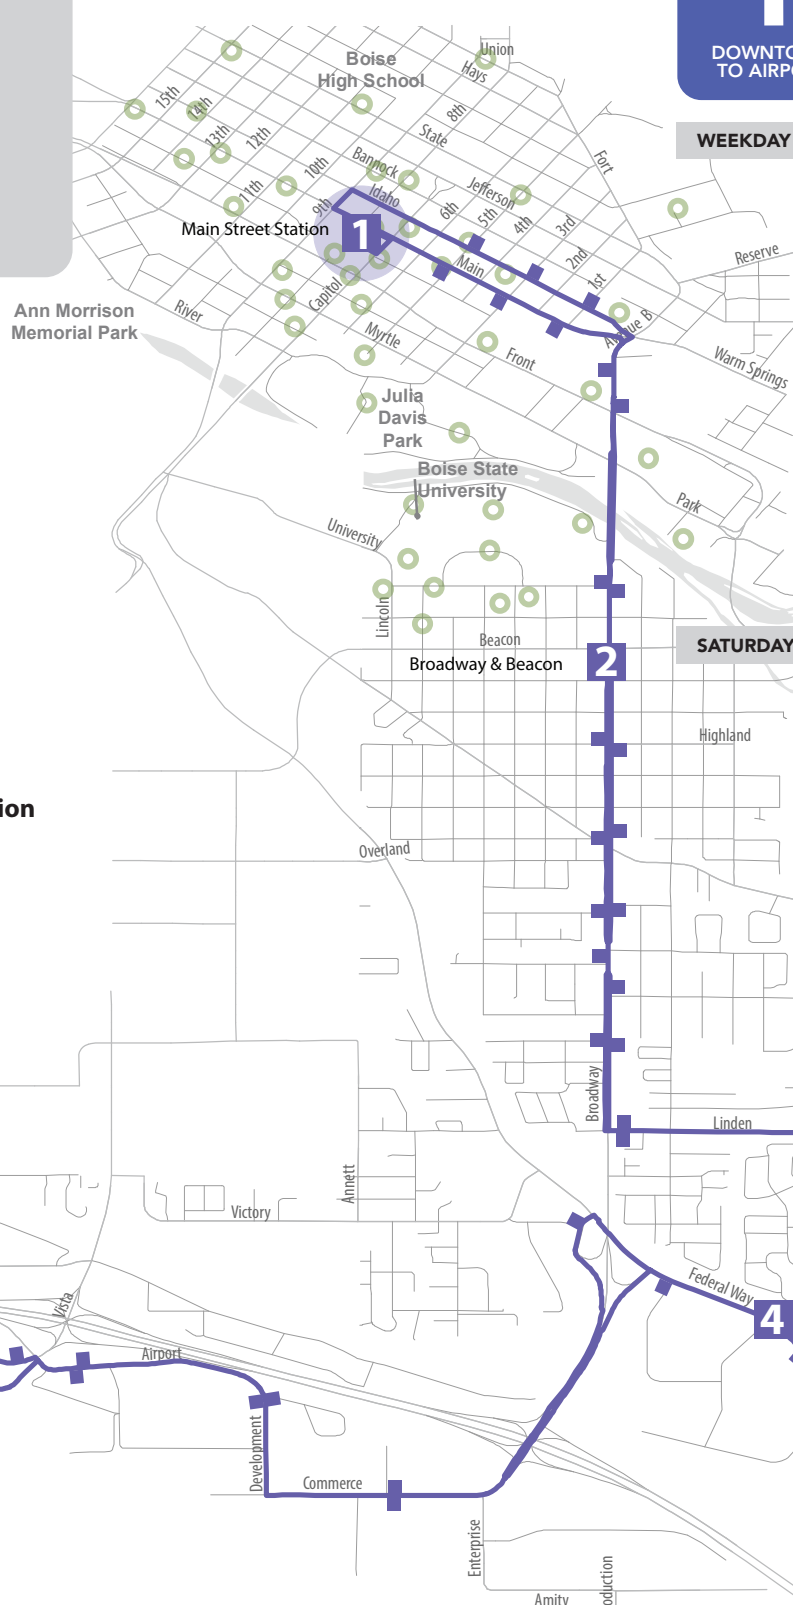 DOWNTO
TO AIRP
WEEKDAY
Union
Boise
High School
Hays
15th
14th
8th
13th
12th
State
Fort
10th
Bannock
11th
Idaho
Jefferson
9th
6th
5th
4th
3rd
Main Street Station
1
2nd
Reserve
Main
1st
Capitol
Ann Morrison
Memorial Park
River
Myrtle
Avenue B
Front
Warm Springs
Julia
Davis
Park
Boise State
University
Park
University
Lincoln
Beacon
SATURDAY
Broadway & Beacon
2
Highland
ion
Overland
Broadway
Linden
Annett
Victory
Federal Way
Vista
4
Airport
Development
Commerce
Enterprise
oduction
Amity